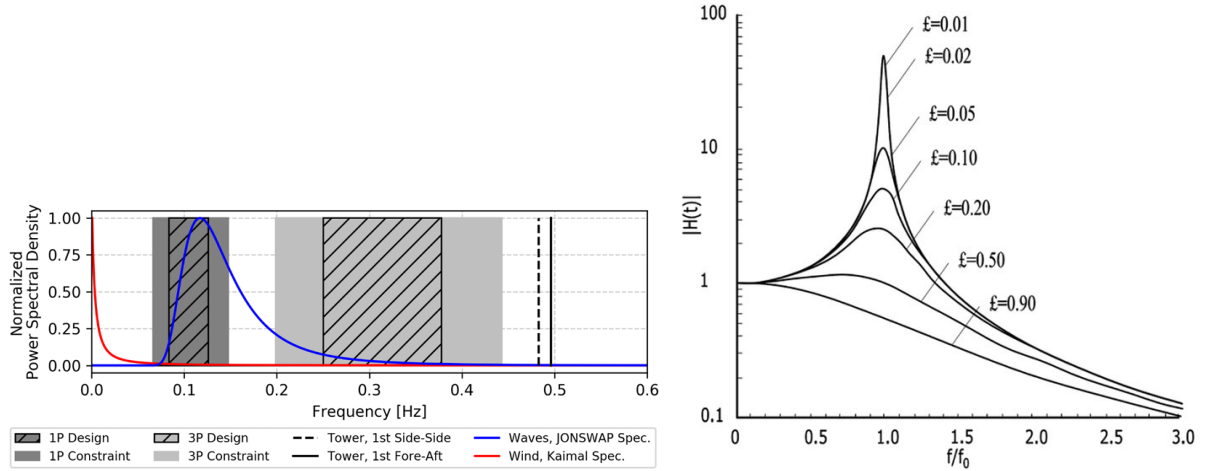 Normalized
Power Spectral Density
1.00
0.75
0.50
0.25
0.00
0.0 0.1 0.2 0.3 0.4 0.5 0.6
Frequency [Hz]
1P Design 3P Design Tower, 1st Side-Side Waves, JONSWAP Spec.
1P Constraint 3P Constraint Tower, 1st Fore-Aft Wind, Kaimal Spec.
|H(t)|
100
10
1
0.1
£=0.01
£=0.02
£=0.05
£=0.10
£=0.20
£=0.50
£=0.90
0 0.5 1.0 1.5 2.0 2.5 3.0
f/f₀